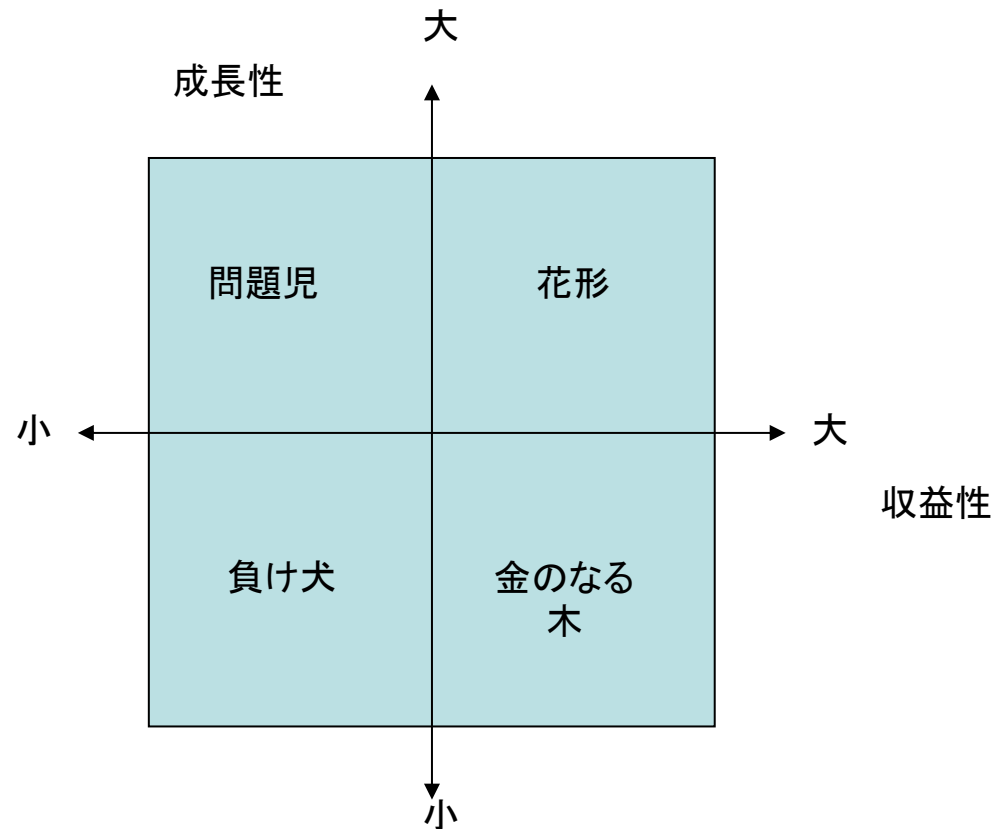 大
成長性
問題児
花形
小
大
収益性
負け犬
金のなる
木
小